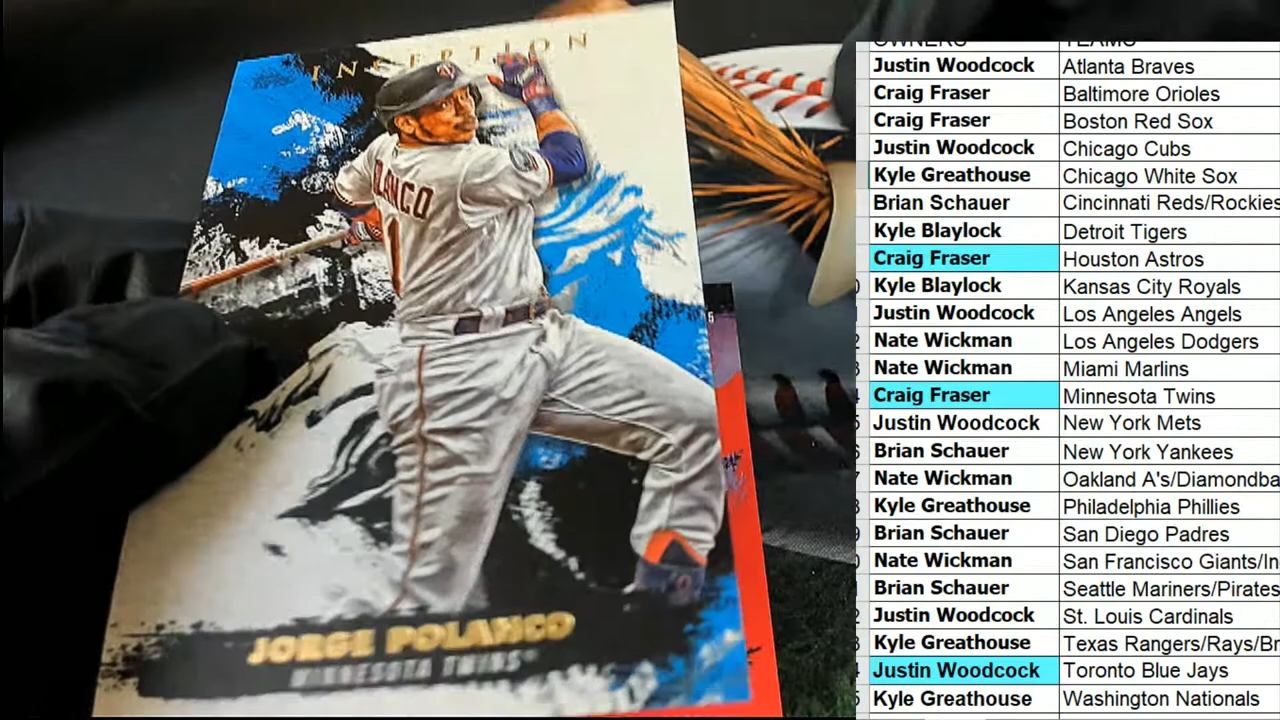 INCEPTION
POLANCO
1
JORGE POLANCO
MINNESOTA TWINS
OWNERS TEAMS
Justin Woodcock Atlanta Braves
Craig Fraser Baltimore Orioles
Craig Fraser Boston Red Sox
Justin Woodcock Chicago Cubs
Kyle Greathouse Chicago White Sox
Brian Schauer Cincinnati Reds/Rockies
Kyle Blaylock Detroit Tigers
Craig Fraser Houston Astros
Kyle Blaylock Kansas City Royals
Justin Woodcock Los Angeles Angels
Nate Wickman Los Angeles Dodgers
Nate Wickman Miami Marlins
Craig Fraser Minnesota Twins
Justin Woodcock New York Mets
Brian Schauer New York Yankees
Nate Wickman Oakland A's/Diamondba
Kyle Greathouse Philadelphia Phillies
Brian Schauer San Diego Padres
Nate Wickman San Francisco Giants/In
Brian Schauer Seattle Mariners/Pirates
Justin Woodcock St. Louis Cardinals
Kyle Greathouse Texas Rangers/Rays/Br
Justin Woodcock Toronto Blue Jays
Kyle Greathouse Washington Nationals